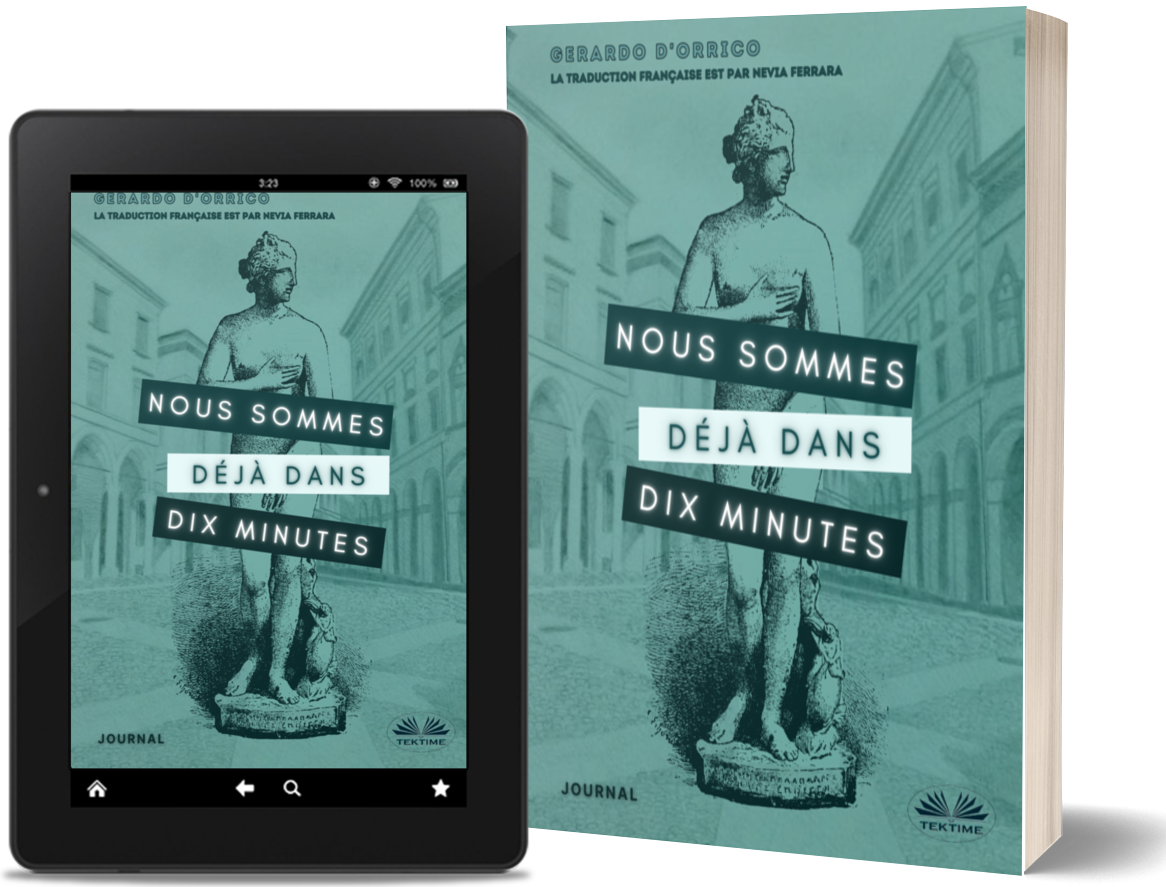 3:23
100%
GERARDO D'ORRICO
LA TRADUCTION FRANÇAISE EST PAR NEVIA FERRARA
NOUS SOMMES
DÉJÀ DANS
DIX MINUTES
JOURNAL
TEKTIME
GERARDO D'ORRICO
LA TRADUCTION FRANÇAISE EST PAR NEVIA FERRARA
NOUS SOMMES
DÉJÀ DANS
DIX MINUTES
JOURNAL
TEKTIME